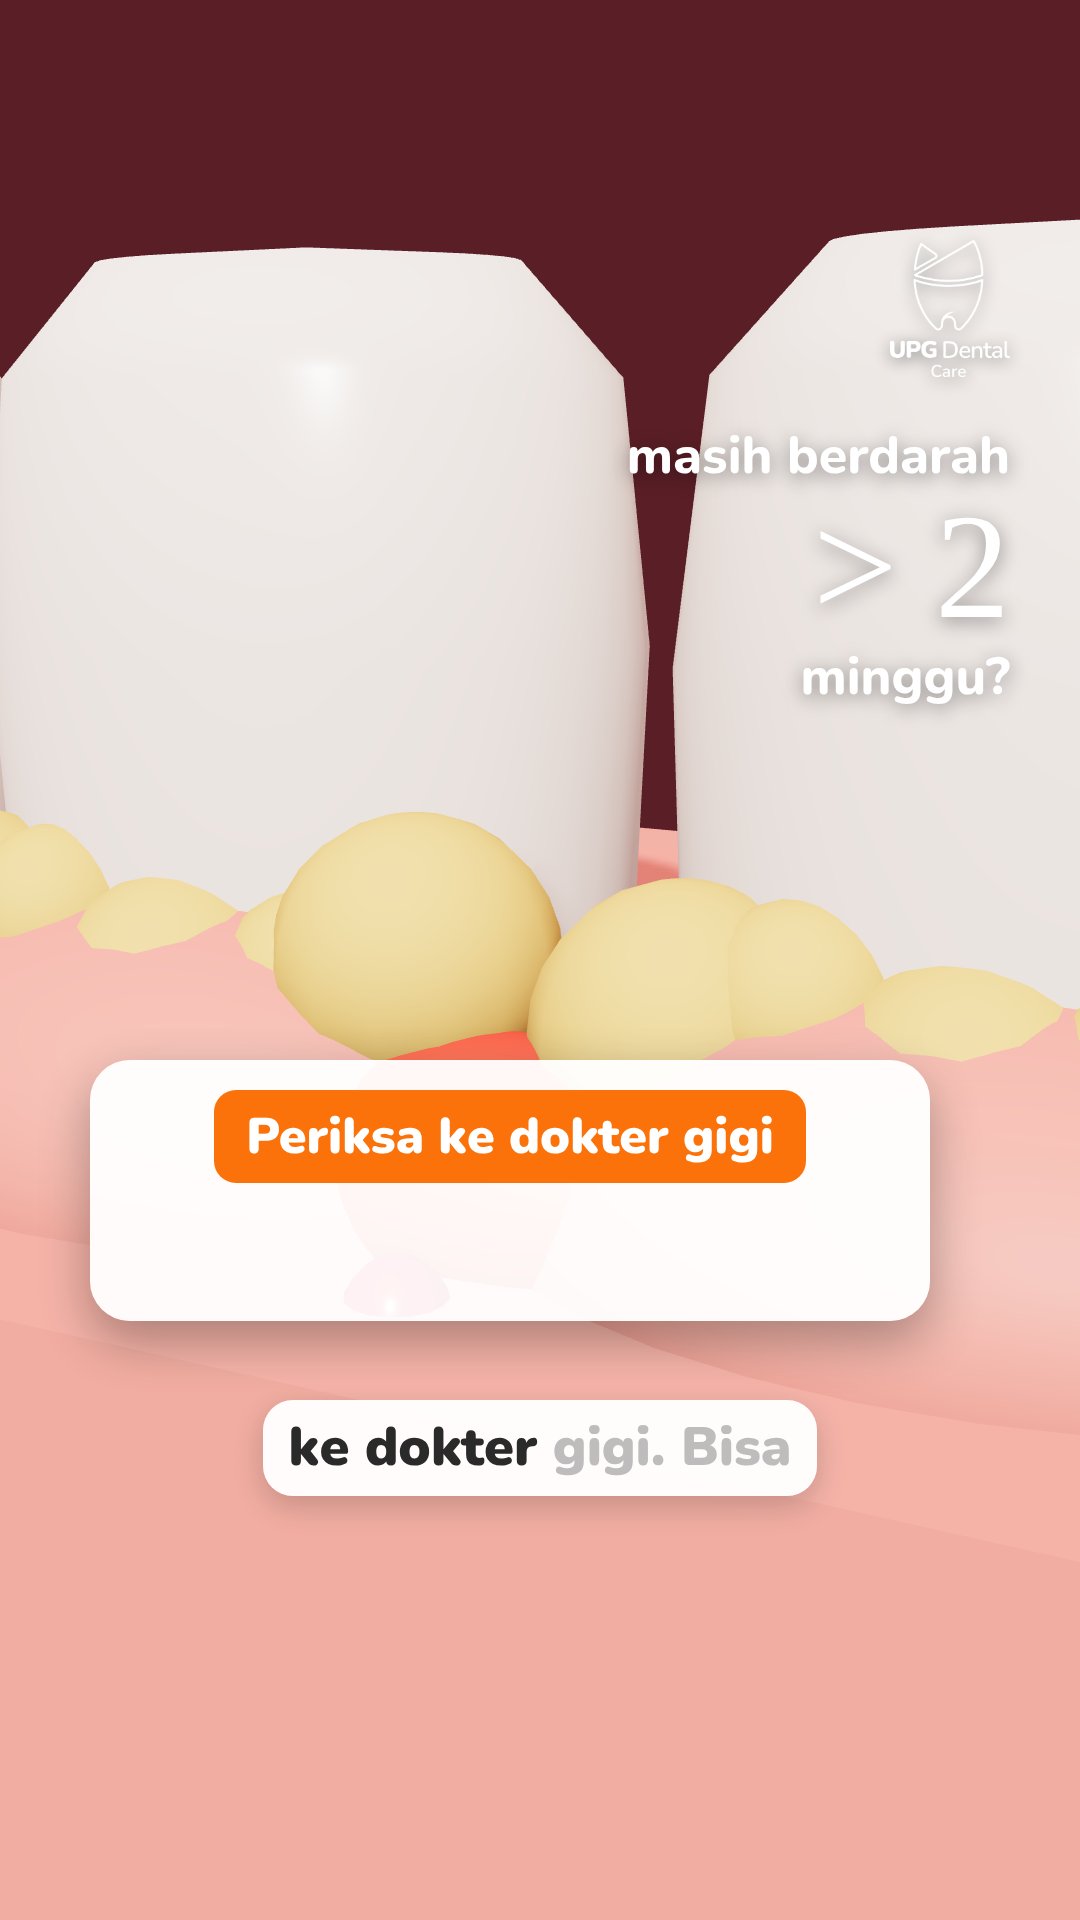 UPG Dental
Care
masih berdarah
> 2
minggu?
Periksa ke dokter gigi
ke dokter gigi. Bisa